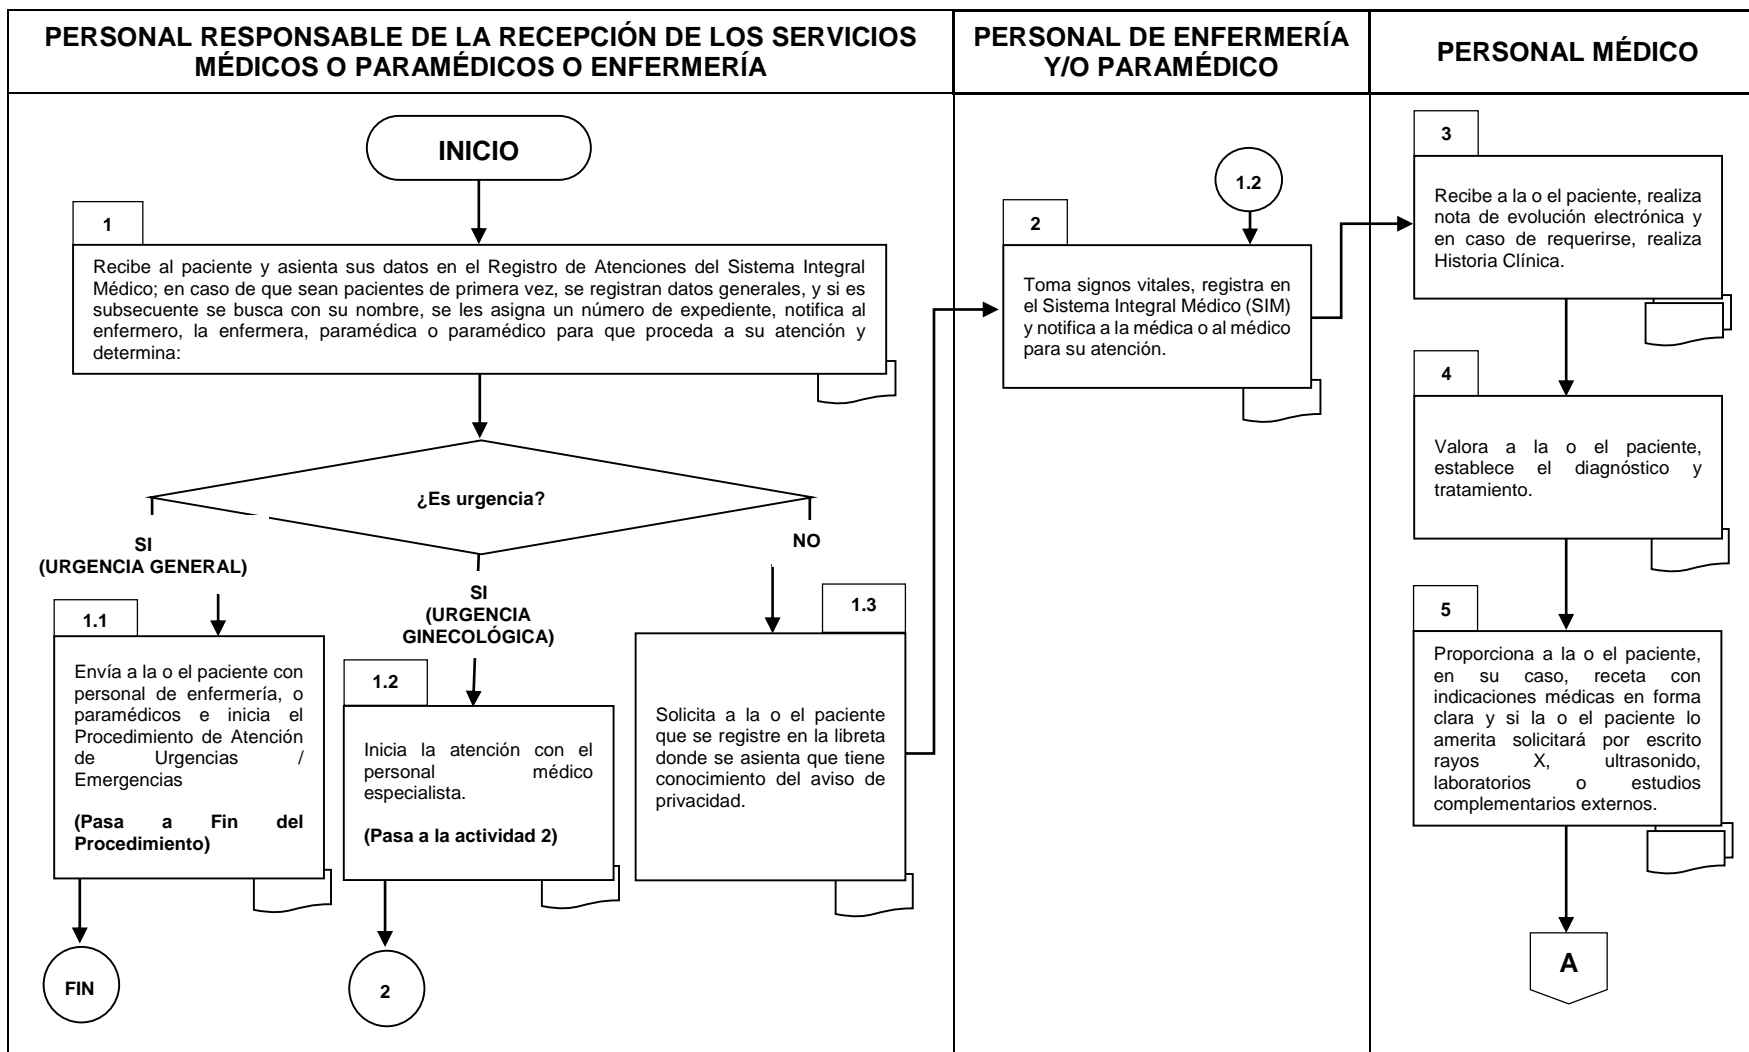 PERSONAL RESPONSABLE DE LA RECEPCIÓN DE LOS SERVICIOS
MÉDICOS O PARAMÉDICOS O ENFERMERÍA
PERSONAL DE ENFERMERÍA
Y/O PARAMÉDICO
PERSONAL MÉDICO
INICIO
1
Recibe al paciente y asienta sus datos en el Registro de Atenciones del Sistema Integral
Médico; en caso de que sean pacientes de primera vez, se registran datos generales, y si es
subsecuente se busca con su nombre, se les asigna un número de expediente, notifica al
enfermero, la enfermera, paramédica o paramédico para que proceda a su atención y
determina:
¿Es urgencia?
SI
(URGENCIA GENERAL)
SI
(URGENCIA
GINECOLÓGICA)
NO
1.1
Envía a la o el paciente con
personal de enfermería, o
paramédicos e inicia el
Procedimiento de Atención
de Urgencias /
Emergencias
(Pasa a Fin del
Procedimiento)
FIN
1.2
Inicia la atención con el
personal médico
especialista.
(Pasa a la actividad 2)
2
1.3
Solicita a la o el paciente
que se registre en la libreta
donde se asienta que tiene
conocimiento del aviso de
privacidad.
1.2
2
Toma signos vitales, registra en
el Sistema Integral Médico (SIM)
y notifica a la médica o al médico
para su atención.
3
Recibe a la o el paciente, realiza
nota de evolución electrónica y
en caso de requerirse, realiza
Historia Clínica.
4
Valora a la o el paciente,
establece el diagnóstico y
tratamiento.
5
Proporciona a la o el paciente,
en su caso, receta con
indicaciones médicas en forma
clara y si la o el paciente lo
amerita solicitará por escrito
rayos X, ultrasonido,
laboratorios o estudios
complementarios externos.
A